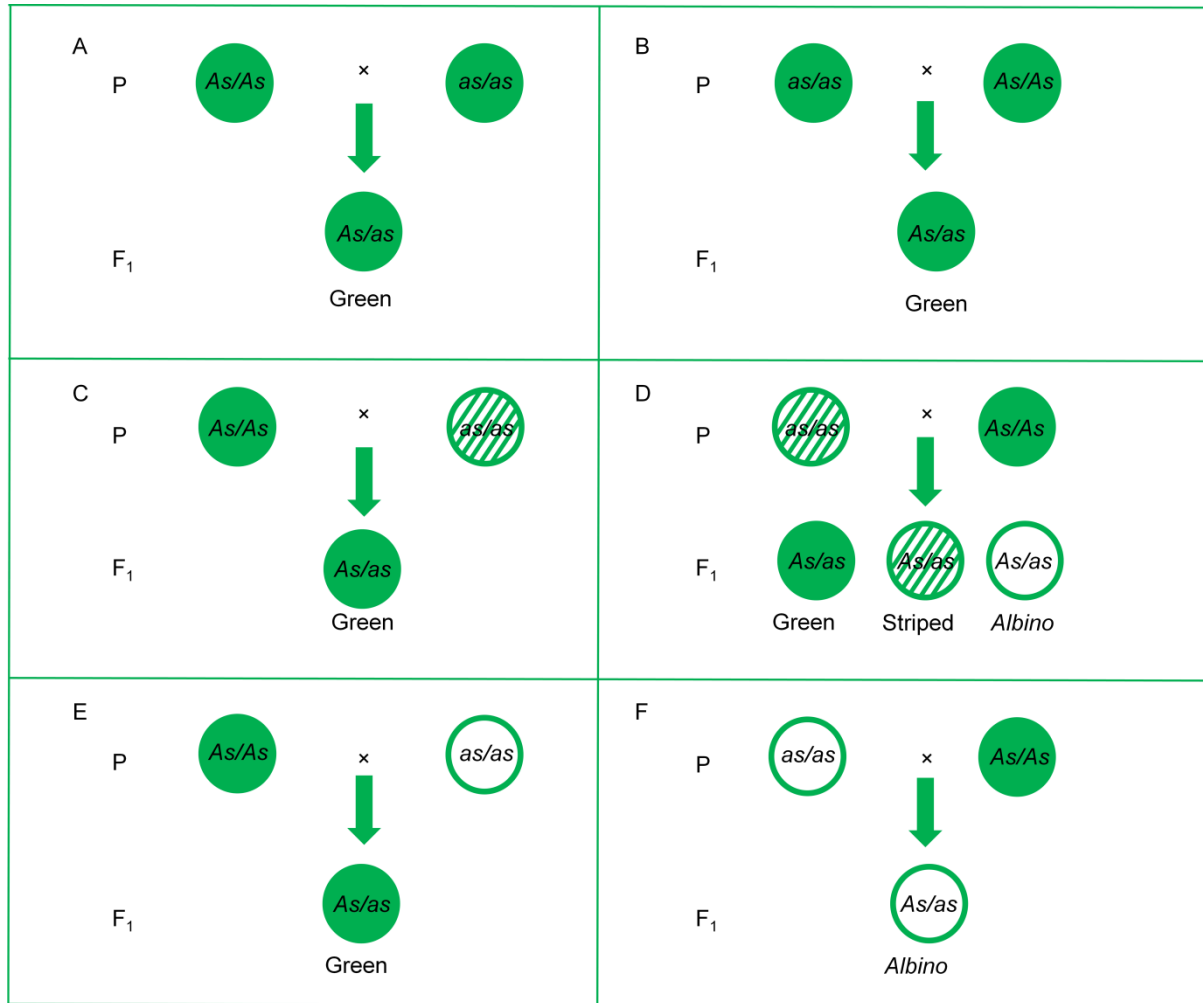 A
P As/As × as/as
As/as
F1
Green
B
P as/as × As/As
As/as
F1
Green
C
P As/As × as/as
F1 As/as
Green
D
P as/as × As/As
F1 As/as As/as As/as
Green Striped Albino
E
P As/As × as/as
F1 As/as
Green
F
P as/as × As/As
F1 As/as
Albino